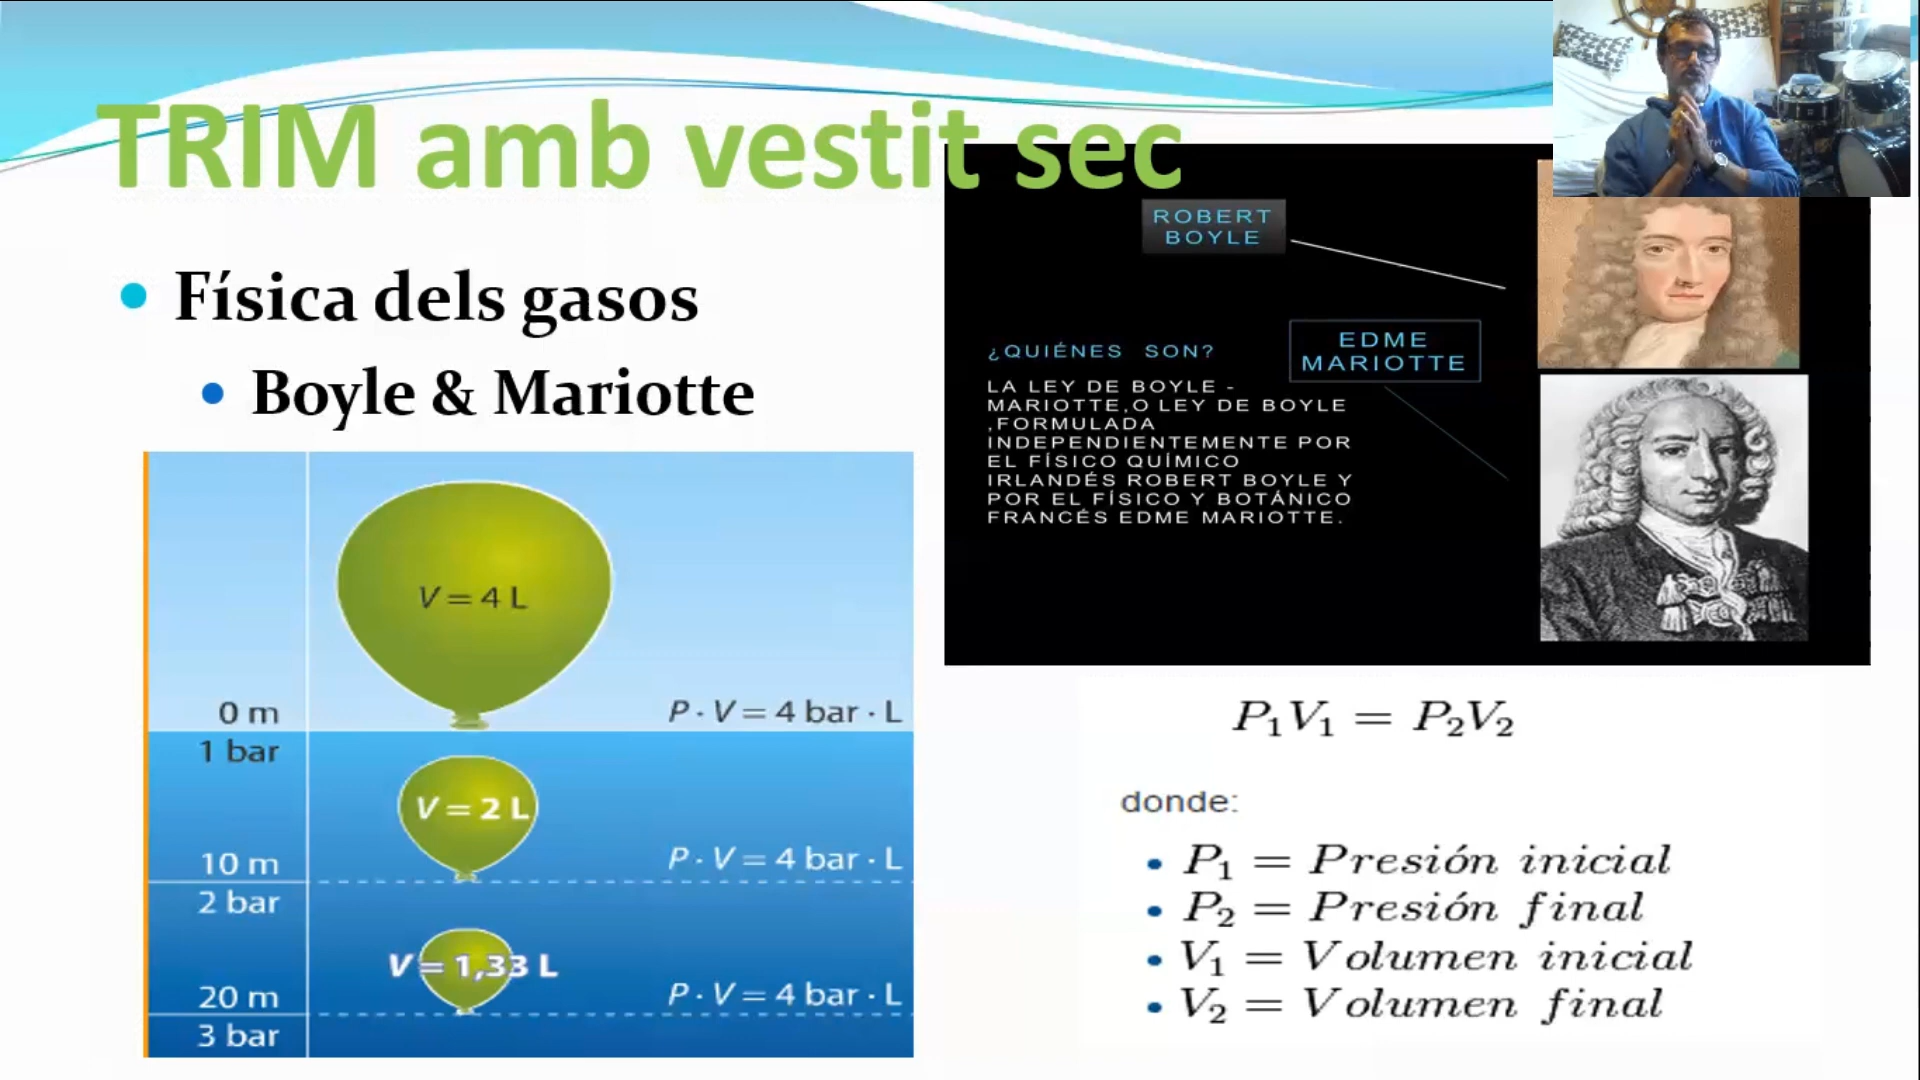 TRIM amb vestit sec
Física dels gasos
Boyle & Mariotte
V = 4 L
0 m
P · V = 4 bar · L
1 bar
V = 2 L
10 m
P · V = 4 bar · L
2 bar
V = 1,33 L
20 m
P · V = 4 bar · L
3 bar
ROBERT
BOYLE
EDME
MARIOTTE
¿QUIÉNES SON?
LA LEY DE BOYLE -
MARIOTTE,O LEY DE BOYLE
,FORMULADA
INDEPENDIENTEMENTE POR
EL FÍSICO QUÍMICO
IRLANDÉS ROBERT BOYLE Y
POR EL FÍSICO Y BOTÁNICO
FRANCÉS EDME MARIOTTE.
P₁V₁ = P₂V₂
donde:
P₁ = Presión inicial
P₂ = Presión final
V₁ = Volumen inicial
V₂ = Volumen final